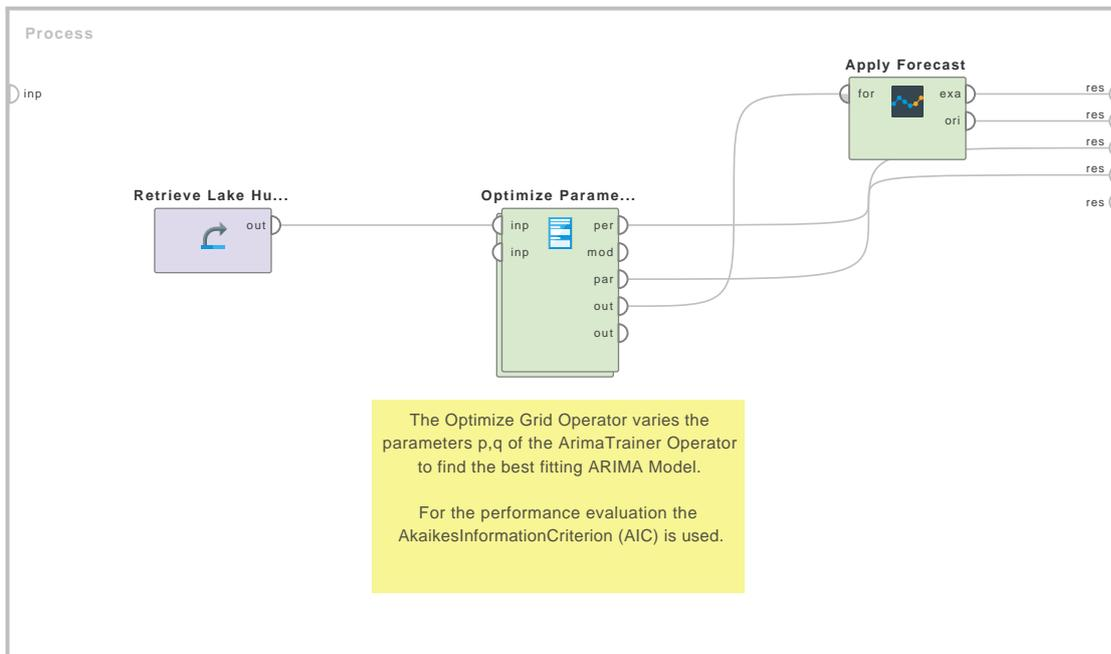 Process
inp
Apply Forecast
for
exa
ori
res
res
res
res
res
Retrieve Lake Hu...
out
Optimize Parame...
inp
inp
per
mod
par
out
out
The Optimize Grid Operator varies the
parameters p,q of the ArimaTrainer Operator
to find the best fitting ARIMA Model.
For the performance evaluation the
AkaikesInformationCriterion (AIC) is used.